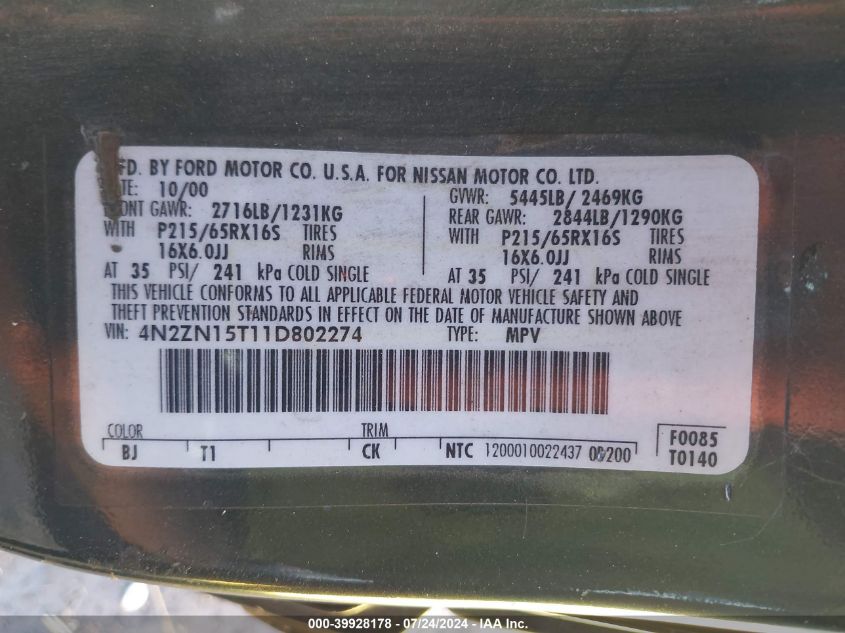 FD. BY FORD MOTOR CO. U.S.A. FOR NISSAN MOTOR CO. LTD.
10/00 GVWR: 5445LB/ 2469KG
GAWR: 2716LB/1231KG REAR GAWR: 2844LB/1290KG
WITH P215/65RX16S TIRES WITH P215/65RX16S TIRES
16X6.0JJ RIMS 16X6.0JJ RIMS
AT 35 PSI/ 241 kPa COLD SINGLE AT 35 PSI/ 241 kPa COLD SINGLE
THIS VEHICLE CONFORMS TO ALL APPLICABLE FEDERAL MOTOR VEHICLE SAFETY AND
THEFT PREVENTION STANDARDS IN EFFECT ON THE DATE OF MANUFACTURE SHOWN ABOVE
VIN: 4N2ZN15T11D802274 TYPE: MPV
COLOR TRIM F0085
BJ T1 CK NTC 1200010022437 T0140
000-39928178 - 07/24/2024 - IAA Inc.